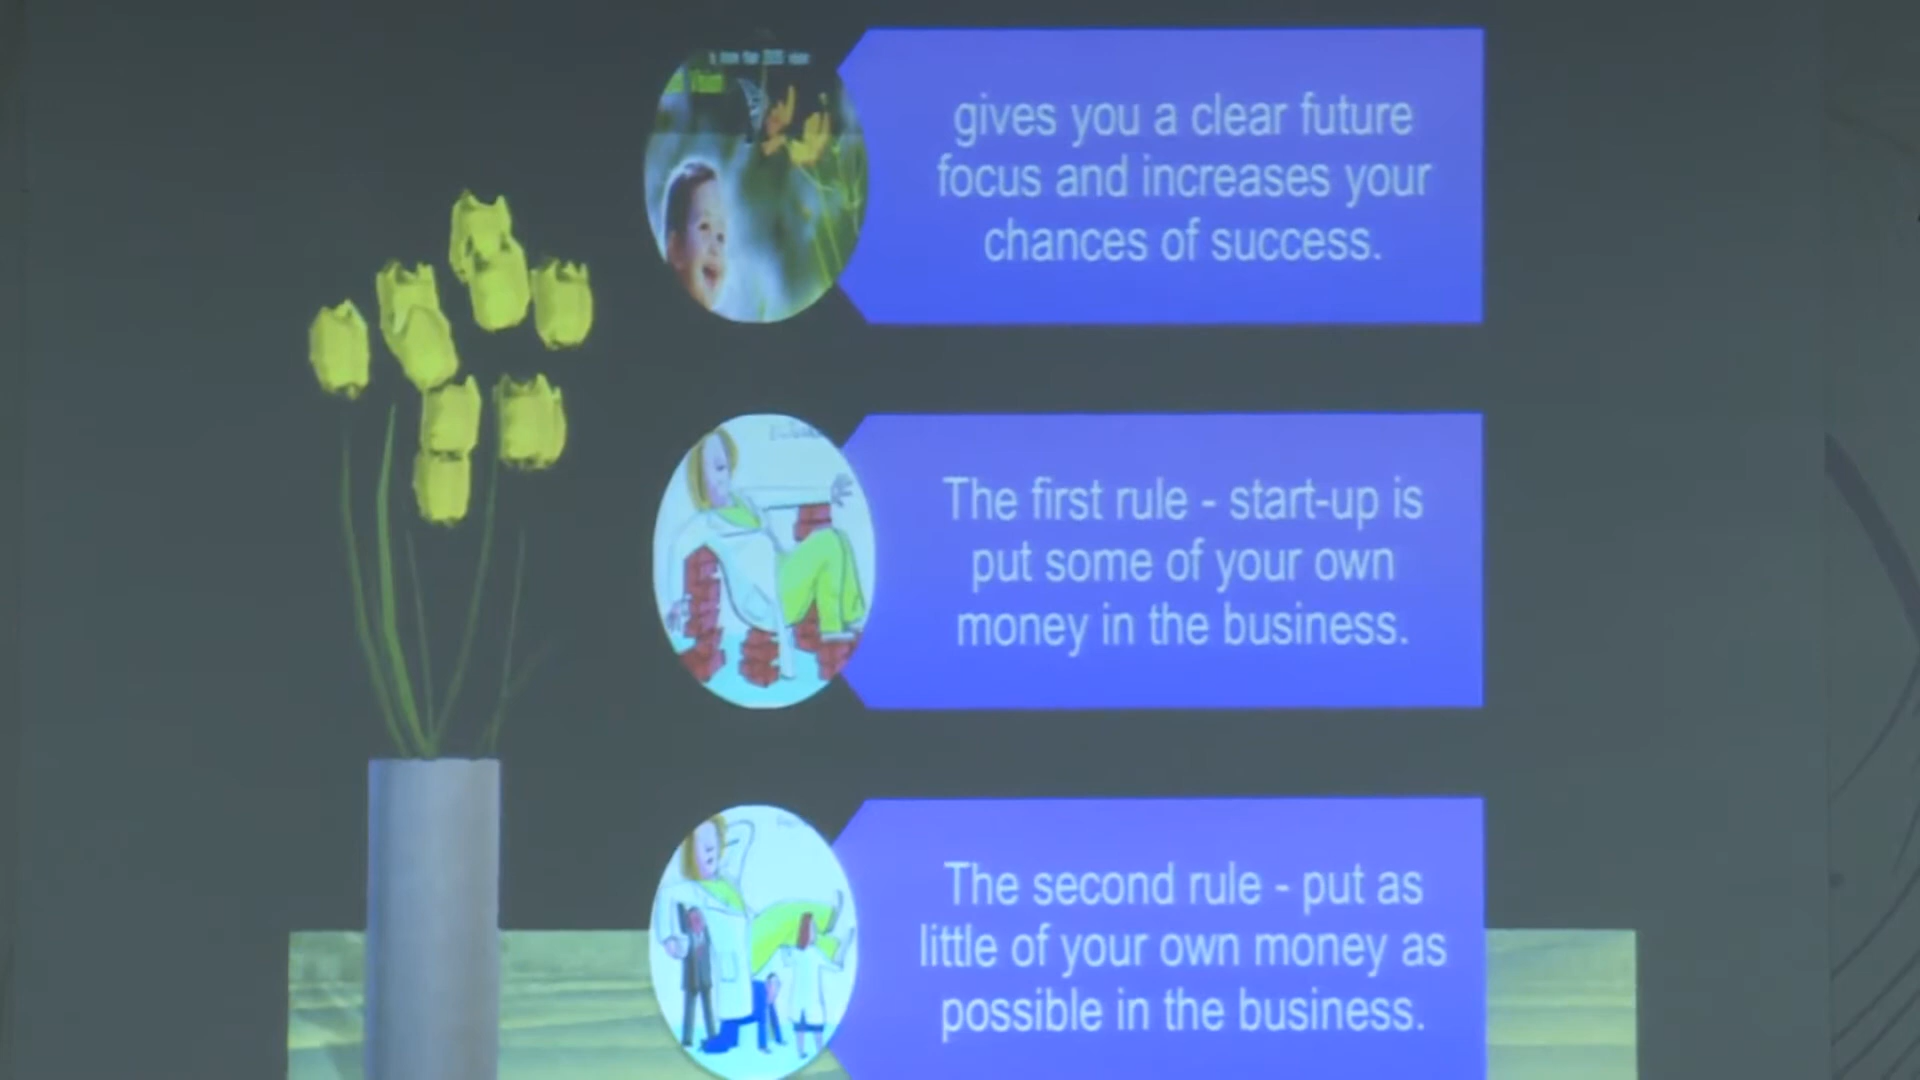 Vision
gives you a clear future
focus and increases your
chances of success.
The first rule - start-up is
put some of your own
money in the business.
The second rule - put as
little of your own money as
possible in the business.